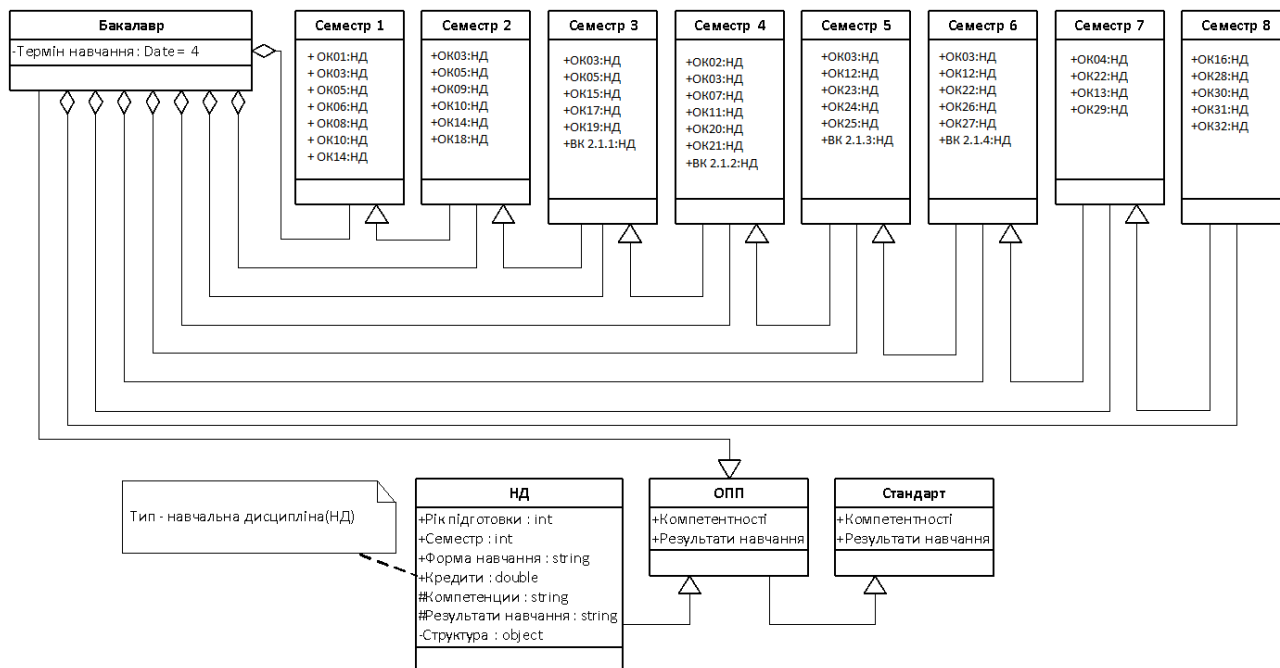 Бакалавр
-Термін навчання : Date = 4
Семестр 1
+ ОК01:НД
+ ОК03:НД
+ ОК05:НД
+ ОК06:НД
+ ОК08:НД
+ ОК10:НД
+ ОК14:НД
Семестр 2
+ОК03:НД
+ОК05:НД
+ОК09:НД
+ОК10:НД
+ОК14:НД
+ОК18:НД
Семестр 3
+ОК03:НД
+ОК05:НД
+ОК15:НД
+ОК17:НД
+ОК19:НД
+ВК 2.1.1:НД
Семестр 4
+ОК02:НД
+ОК03:НД
+ОК07:НД
+ОК11:НД
+ОК20:НД
+ОК21:НД
+ВК 2.1.2:НД
Семестр 5
+ОК03:НД
+ОК12:НД
+ОК23:НД
+ОК24:НД
+ОК25:НД
+ВК 2.1.3:НД
Семестр 6
+ОК03:НД
+ОК12:НД
+ОК22:НД
+ОК26:НД
+ОК27:НД
+ВК 2.1.4:НД
Семестр 7
+ОК04:НД
+ОК22:НД
+ОК13:НД
+ОК29:НД
Семестр 8
+ОК16:НД
+ОК28:НД
+ОК30:НД
+ОК31:НД
+ОК32:НД
Тип - навчальна дисципліна(НД)
НД
+Рік підготовки : int
+Семестр : int
+Форма навчання : string
+Кредити : double
#Компетенции : string
#Результати навчання : string
-Структура : object
ОПП
+Компетентності
+Результати навчання
Стандарт
+Компетентності
+Результати навчання